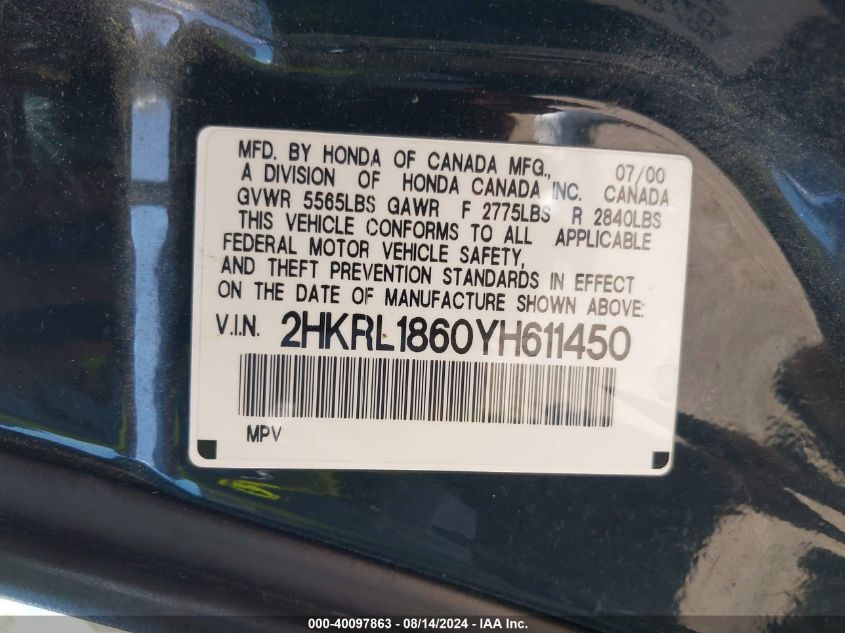 MFD. BY HONDA OF CANADA MFG., 07/00
A DIVISION OF HONDA CANADA INC. CANADA
GVWR 5565LBS GAWR F 2775LBS R 2840LBS
THIS VEHICLE CONFORMS TO ALL APPLICABLE
FEDERAL MOTOR VEHICLE SAFETY,
AND THEFT PREVENTION STANDARDS IN EFFECT
ON THE DATE OF MANUFACTURE SHOWN ABOVE:
V.I.N. 2HKRL1860YH611450
MPV
000-40097863 - 08/14/2024 - IAAI Inc.